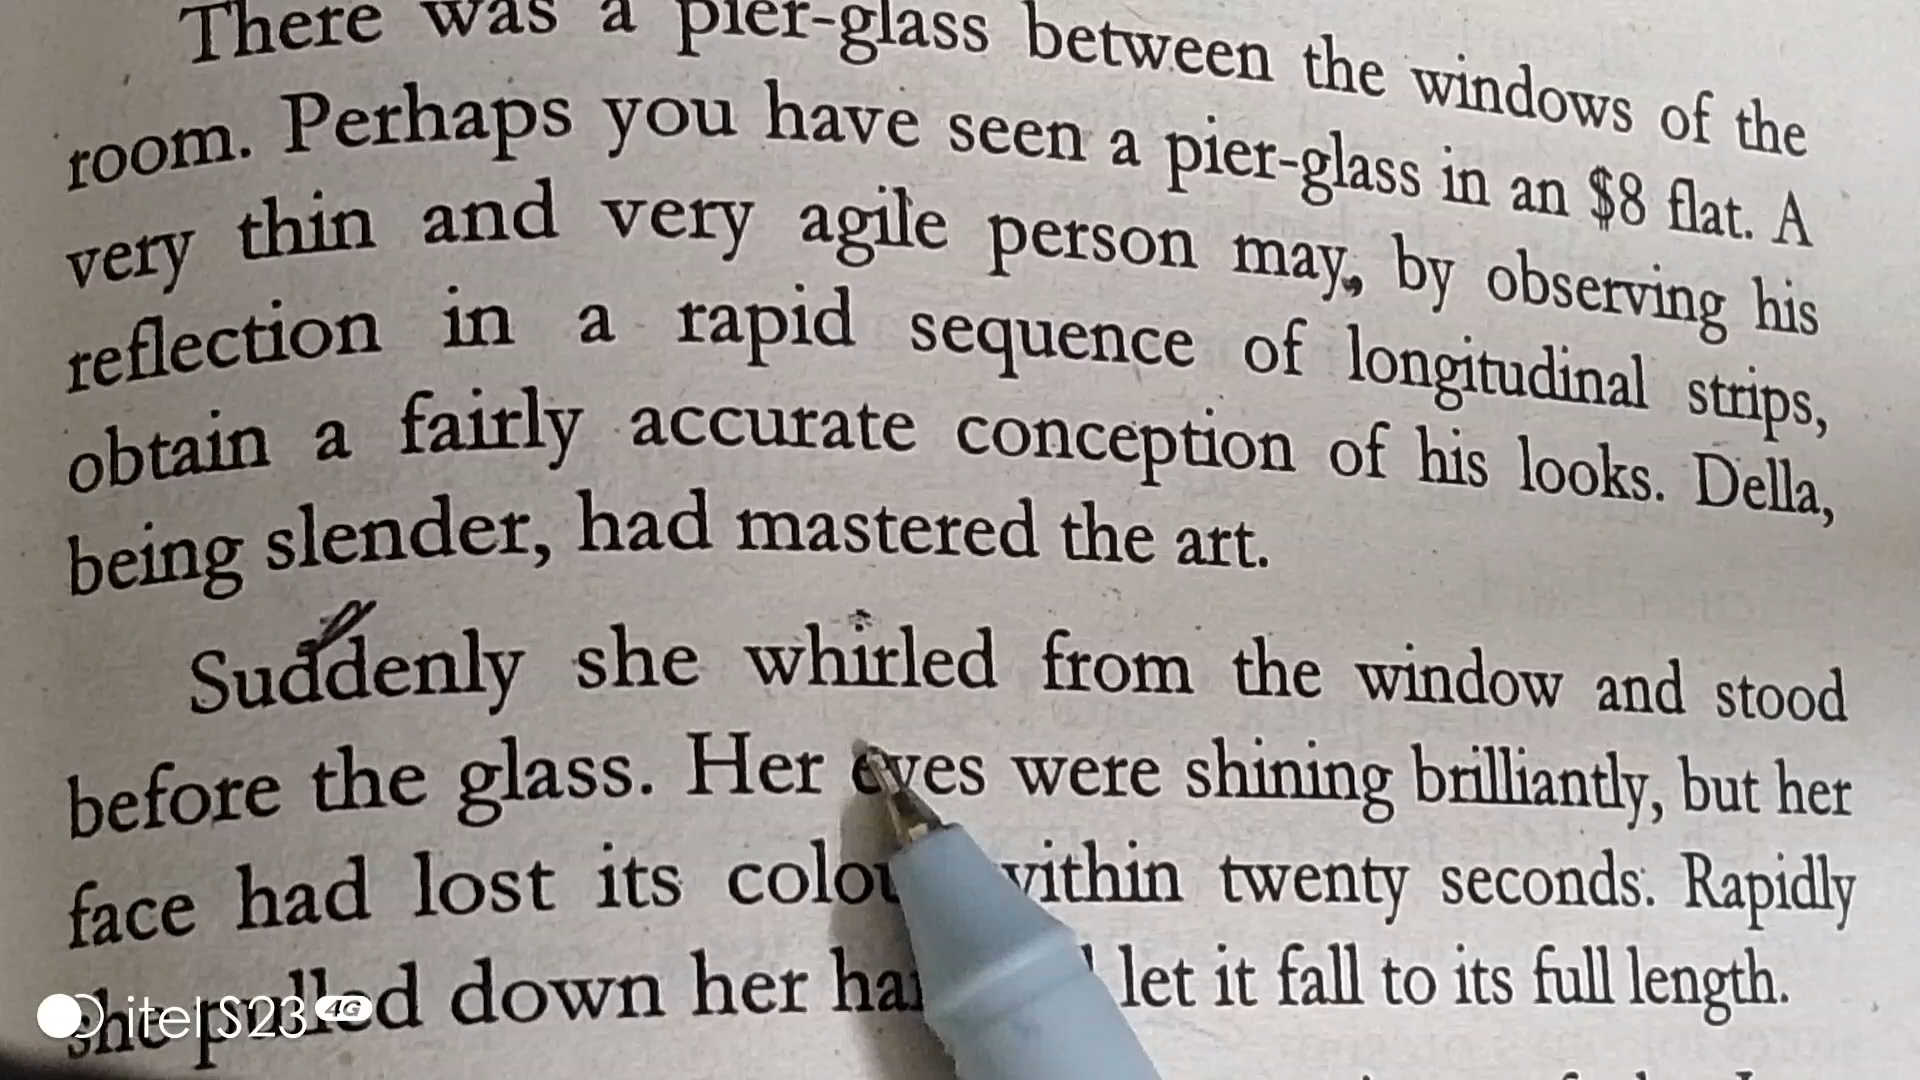 There was a pier-glass between the windows of the
room. Perhaps you have seen a pier-glass in an $8 flat. A
very thin and very agile person may, by observing his
reflection in a rapid sequence of longitudinal strips,
obtain a fairly accurate conception of his looks. Della,
being slender, had mastered the art.
Suddenly she whirled from the window and stood
before the glass. Her eyes were shining brilliantly, but her
face had lost its within twenty seconds. Rapidly
she pulled down her let it fall to its full length.
itel S23 4G